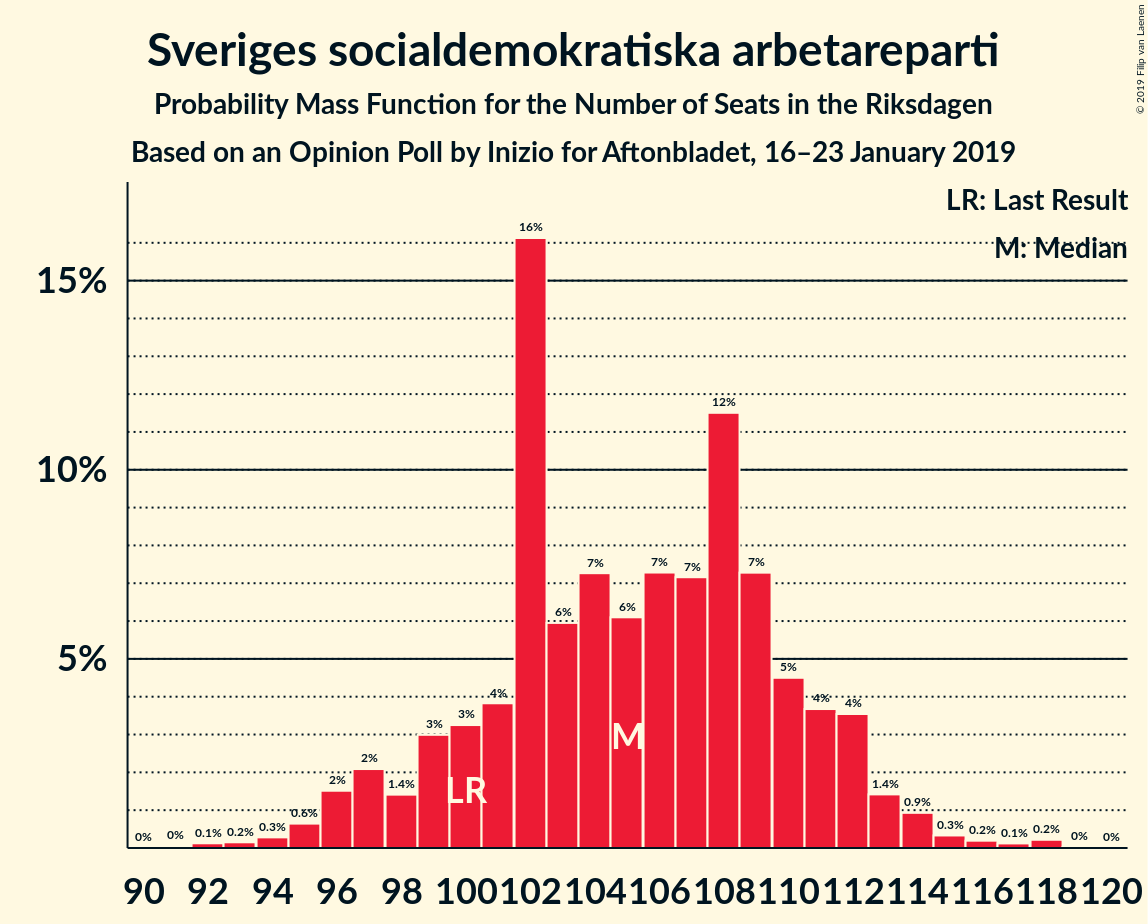 Sveriges socialdemokratiska arbetareparti
Probability Mass Function for the Number of Seats in the Riksdagen
Based on an Opinion Poll by Inizio for Aftonbladet, 16–23 January 2019
© 2019 Filip van Laenen
LR: Last Result
M: Median
15%
10%
5%
0% 0% 0.1% 0.2% 0.3% 0.6% 2% 2% 1.4% 3% 3% 4% 16% 6% 7% 6% 7% 7% 12% 7% 5% 4% 4% 1.4% 0.9% 0.3% 0.2% 0.1% 0.2% 0% 0%
LR M
90 92 94 96 98 100 102 104 106 108 110 112 114 116 118 120